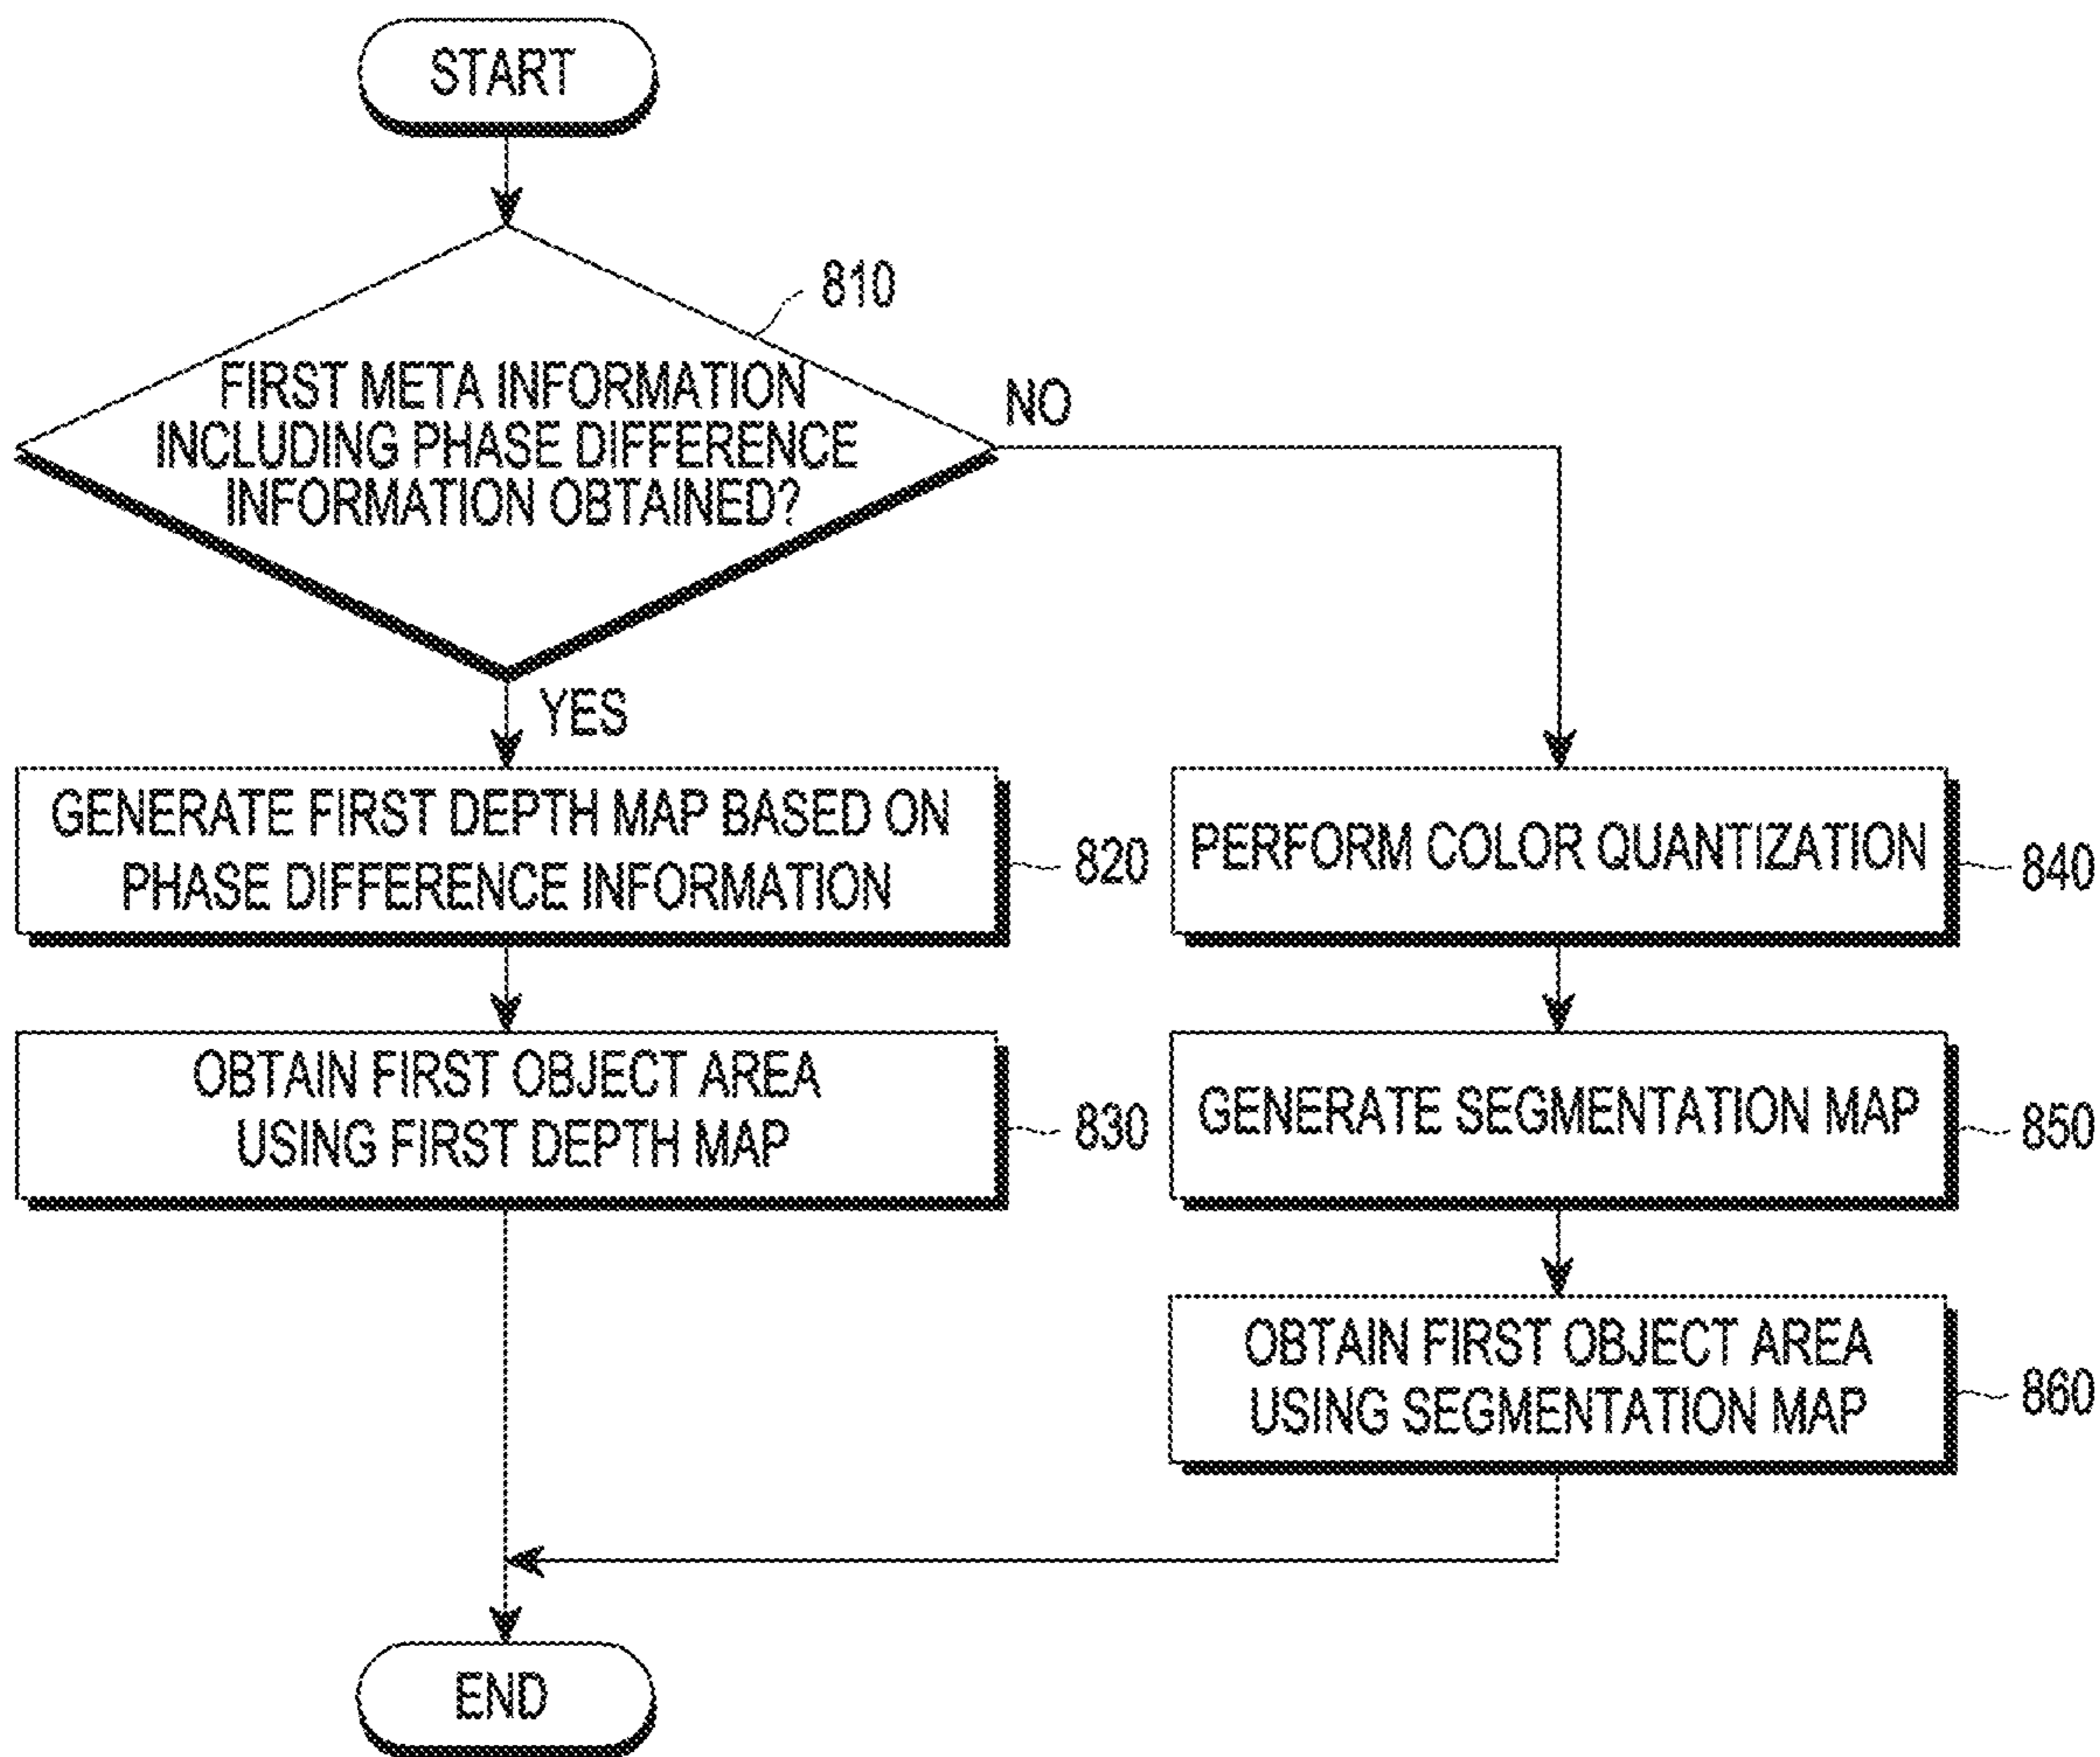 START
810
FIRST META INFORMATION
INCLUDING PHASE DIFFERENCE
INFORMATION OBTAINED?
NO
YES
GENERATE FIRST DEPTH MAP BASED ON
PHASE DIFFERENCE INFORMATION
820
PERFORM COLOR QUANTIZATION
840
OBTAIN FIRST OBJECT AREA
USING FIRST DEPTH MAP
830
GENERATE SEGMENTATION MAP
850
OBTAIN FIRST OBJECT AREA
USING SEGMENTATION MAP
860
END